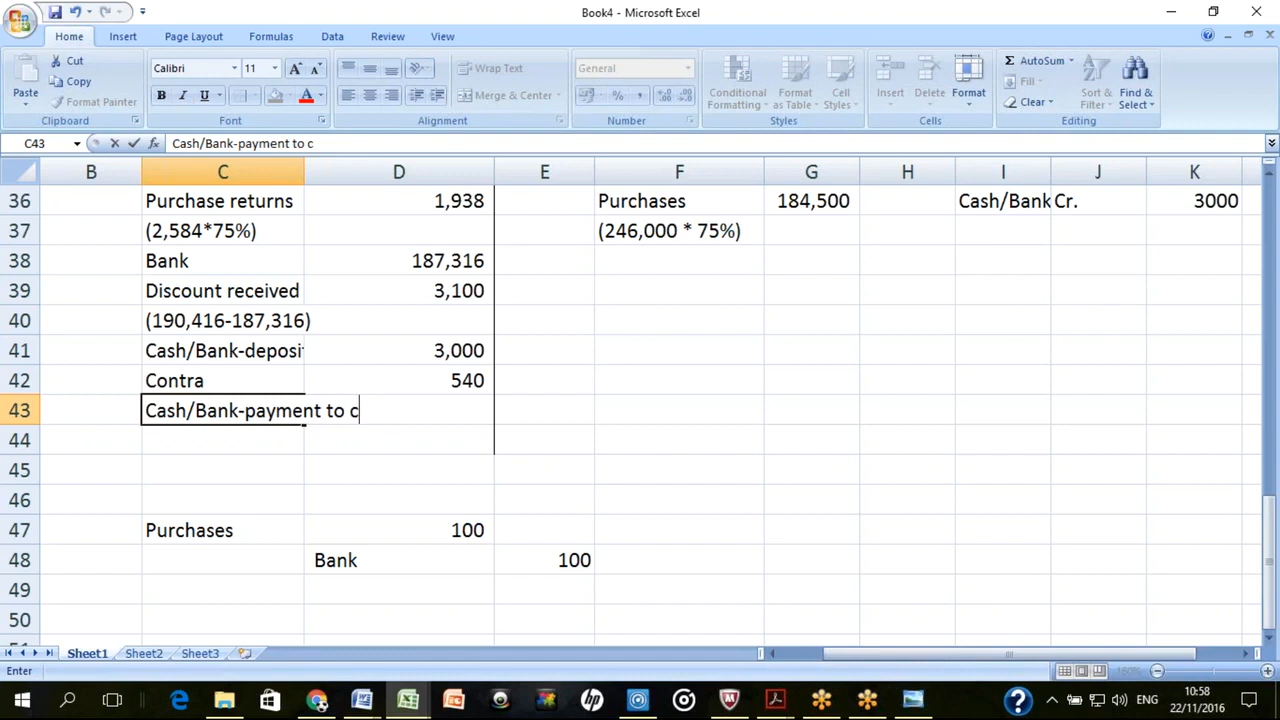 Book4 - Microsoft Excel
Home Insert Page Layout Formulas Data Review View
Paste Cut Copy Format Painter Clipboard
Calibri 11 B I U A Font
Wrap Text Merge & Center Alignment
General % , Number
Conditional Formatting Format as Table Cell Styles Styles
Insert Delete Format Cells
AutoSum Fill Clear Sort & Filter Find & Select Editing
C43 fx Cash/Bank-payment to c
B C D E F G H I J K
36 Purchase returns 1,938 Purchases 184,500 Cash/Bank Cr. 3000
37 (2,584*75%) (246,000 * 75%)
38 Bank 187,316
39 Discount received 3,100
40 (190,416-187,316)
41 Cash/Bank-deposit 3,000
42 Contra 540
43 Cash/Bank-payment to c
44
45
46
47 Purchases 100
48 Bank 100
49
50
Sheet1 Sheet2 Sheet3
Enter
ENG 10:58
22/11/2016